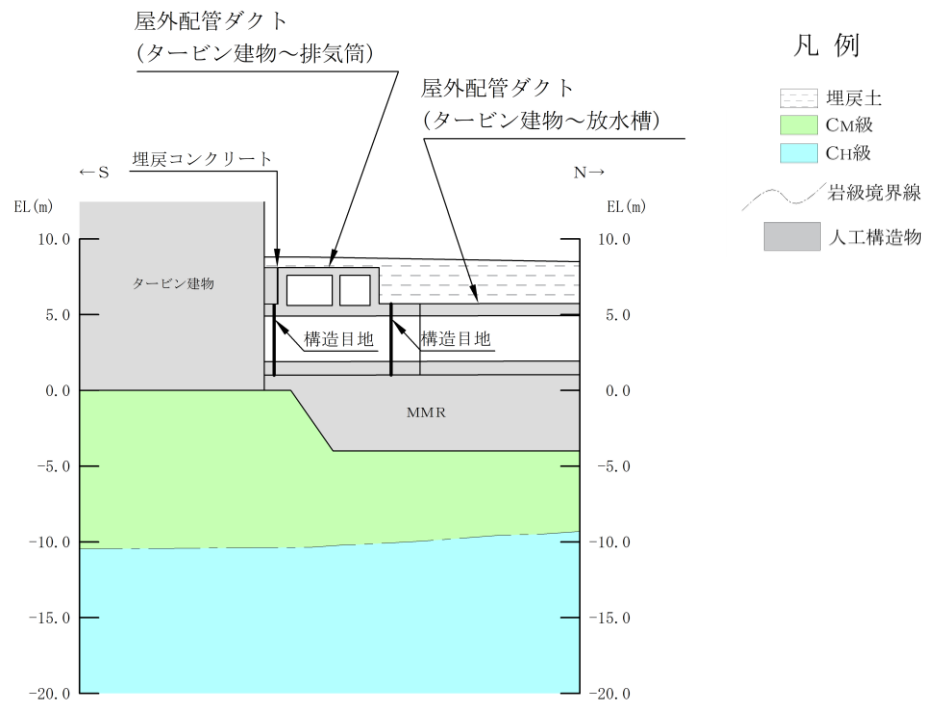 屋外配管ダクト
(タービン建物～排気筒)
屋外配管ダクト
(タービン建物～放水槽)
凡 例
埋戻土
CM級
CH級
岩級境界線
人工構造物
埋戻コンクリート
←S
N→
EL(m)
EL(m)
10.0
10.0
タービン建物
5.0
5.0
構造目地
構造目地
0.0
0.0
MMR
-5.0
-5.0
-10.0
-10.0
-15.0
-15.0
-20.0
-20.0